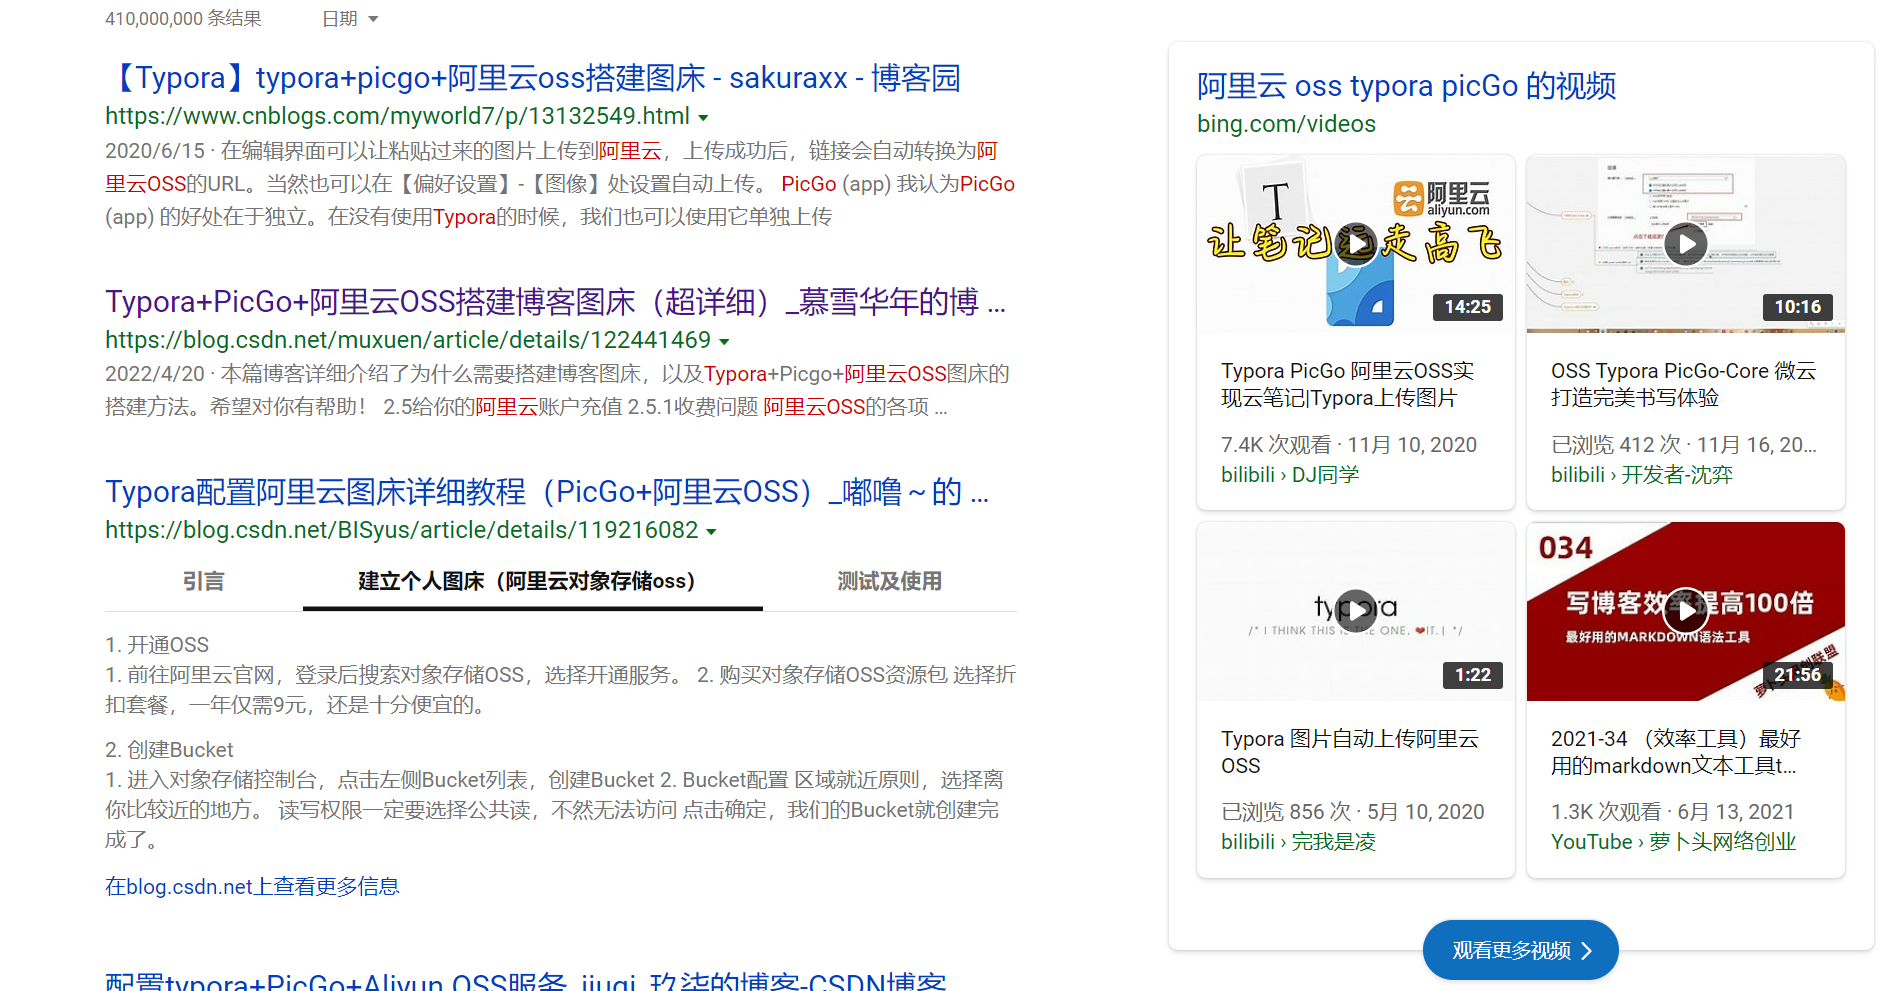 410,000,000 条结果 日期
【Typora】typora+picgo+阿里云oss搭建图床 - sakuraxx - 博客园
https://www.cnblogs.com/myworld7/p/13132549.html
2020/6/15 · 在编辑界面可以让粘贴过来的图片上传到阿里云，上传成功后，链接会自动转换为阿
里云OSS的URL。当然也可以在【偏好设置】-【图像】处设置自动上传。 PicGo (app) 我认为PicGo
(app) 的好处在于独立。在没有使用Typora的时候，我们也可以使用它单独上传
Typora+PicGo+阿里云OSS搭建博客图床（超详细）_慕雪华年的博 ...
https://blog.csdn.net/muxuen/article/details/122441469
2022/4/20 · 本篇博客详细介绍了为什么需要搭建博客图床，以及Typora+Picgo+阿里云OSS图床的
搭建方法。希望对你有帮助！ 2.5给你的阿里云账户充值 2.5.1收费问题 阿里云OSS的各项 ...
Typora配置阿里云图床详细教程（PicGo+阿里云OSS）_嘟噜～的 ...
https://blog.csdn.net/BISyus/article/details/119216082
引言 建立个人图床（阿里云对象存储oss） 测试及使用
1. 开通OSS
1. 前往阿里云官网，登录后搜索对象存储OSS，选择开通服务。 2. 购买对象存储OSS资源包 选择折
扣套餐，一年仅需9元，还是十分便宜的。
2. 创建Bucket
1. 进入对象存储控制台，点击左侧Bucket列表，创建Bucket 2. Bucket配置 区域就近原则，选择离
你比较近的地方。 读写权限一定要选择公共读，不然无法访问 点击确定，我们的Bucket就创建完
成了。
在blog.csdn.net上查看更多信息
配置typora+PicGo+Aliyun OSS服务_jiuqi_玖柒的博客-CSDN博客
阿里云 oss typora picGo 的视频
bing.com/videos
T
阿里云
aliyun.com
让笔记远走高飞
14:25
Typora PicGo 阿里云OSS实
现云笔记|Typora上传图片
7.4K 次观看 · 11月 10, 2020
bilibili › DJ同学
10:16
OSS Typora PicGo-Core 微云
打造完美书写体验
已浏览 412 次 · 11月 16, 20...
bilibili › 开发者-沈弈
typora
/* I THINK THIS IS THE ONE, ❤IT. | */
1:22
Typora 图片自动上传阿里云
OSS
已浏览 856 次 · 5月 10, 2020
bilibili › 完我是凌
034
写博客效率提高100倍
最好用的MARKDOWN语法工具
21:56
2021-34 （效率工具）最好
用的markdown文本工具t...
1.3K 次观看 · 6月 13, 2021
YouTube › 萝卜头网络创业
观看更多视频